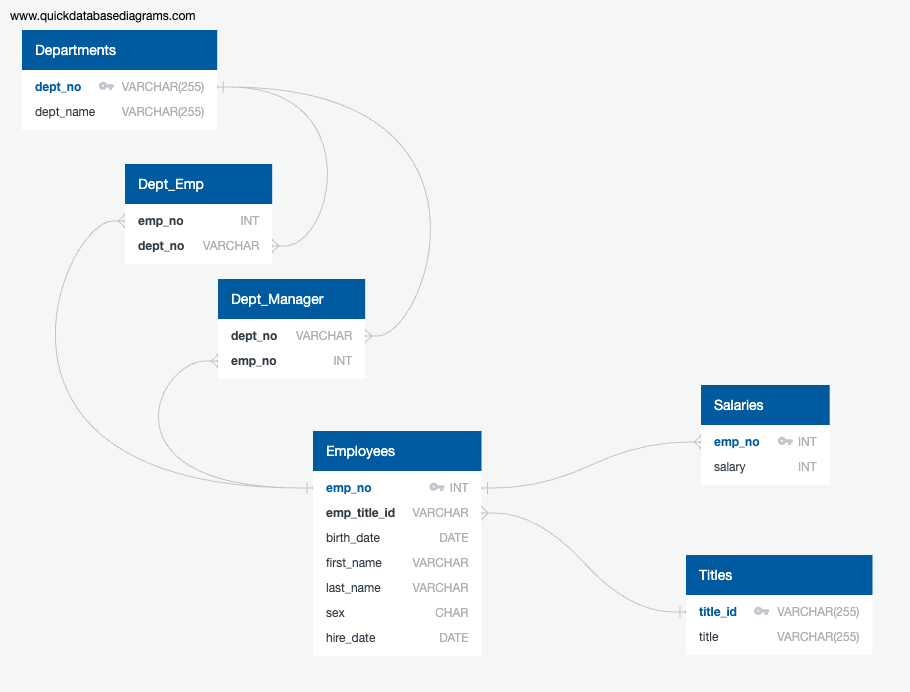 www.quickdatabasediagrams.com
Departments
dept_no VARCHAR(255)
dept_name VARCHAR(255)
Dept_Emp
emp_no INT
dept_no VARCHAR
Dept_Manager
dept_no VARCHAR
emp_no INT
Employees
emp_no INT
emp_title_id VARCHAR
birth_date DATE
first_name VARCHAR
last_name VARCHAR
sex CHAR
hire_date DATE
Salaries
emp_no INT
salary INT
Titles
title_id VARCHAR(255)
title VARCHAR(255)